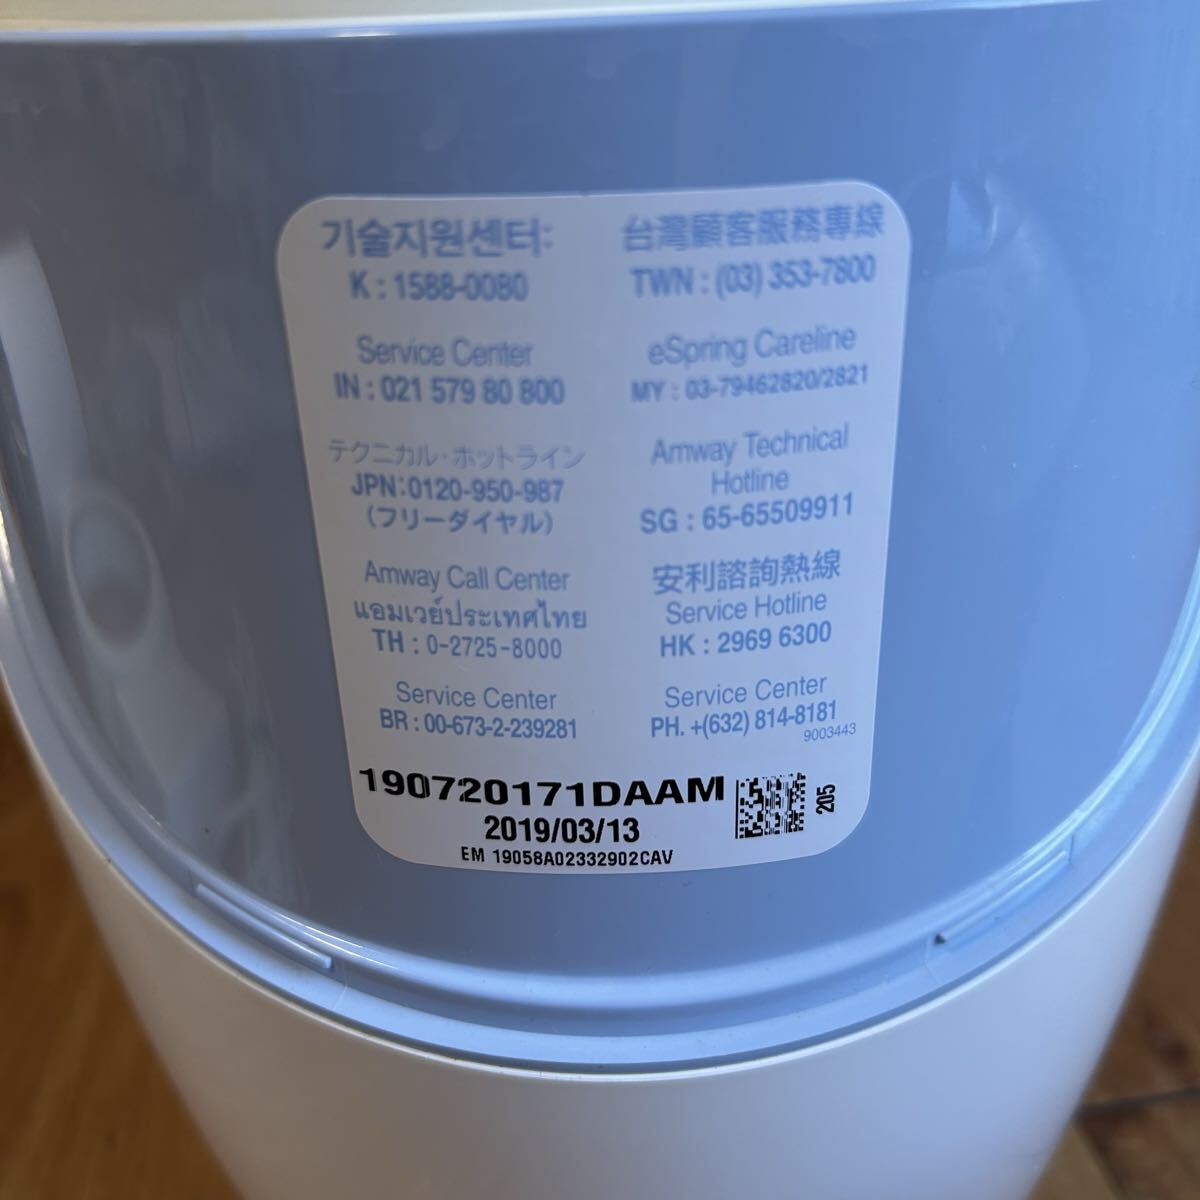 기술지원센터:
K : 1588-0080
Service Center
IN : 021 579 80 800
テクニカル・ホットライン
JPN:0120-950-987
(フリーダイヤル)
Amway Call Center
แอมเวย์ประเทศไทย
TH : 0-2725-8000
Service Center
BR : 00-673-2-239281
台灣顧客服務專線
TWN : (03) 353-7800
eSpring Careline
MY : 03-79462820/2821
Amway Technical
Hotline
SG : 65-65509911
安利諮詢熱線
Service Hotline
HK : 2969 6300
Service Center
PH. +(632) 814-8181
9003443
190720171DAAM
2019/03/13
EM 19058A02332902CAV
205